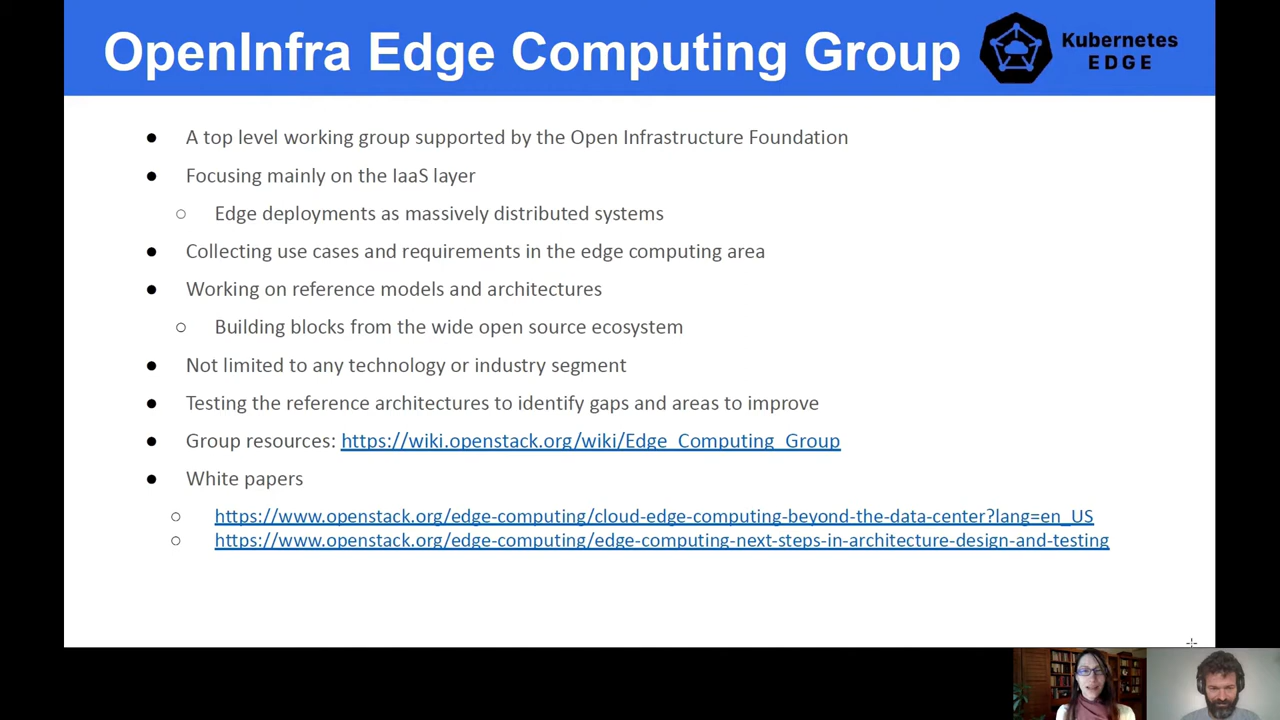 OpenInfra Edge Computing Group
Kubernetes
EDGE
● A top level working group supported by the Open Infrastructure Foundation
● Focusing mainly on the IaaS layer
○ Edge deployments as massively distributed systems
● Collecting use cases and requirements in the edge computing area
● Working on reference models and architectures
○ Building blocks from the wide open source ecosystem
● Not limited to any technology or industry segment
● Testing the reference architectures to identify gaps and areas to improve
● Group resources: https://wiki.openstack.org/wiki/Edge_Computing_Group
● White papers
○ https://www.openstack.org/edge-computing/cloud-edge-computing-beyond-the-data-center?lang=en_US
○ https://www.openstack.org/edge-computing/edge-computing-next-steps-in-architecture-design-and-testing